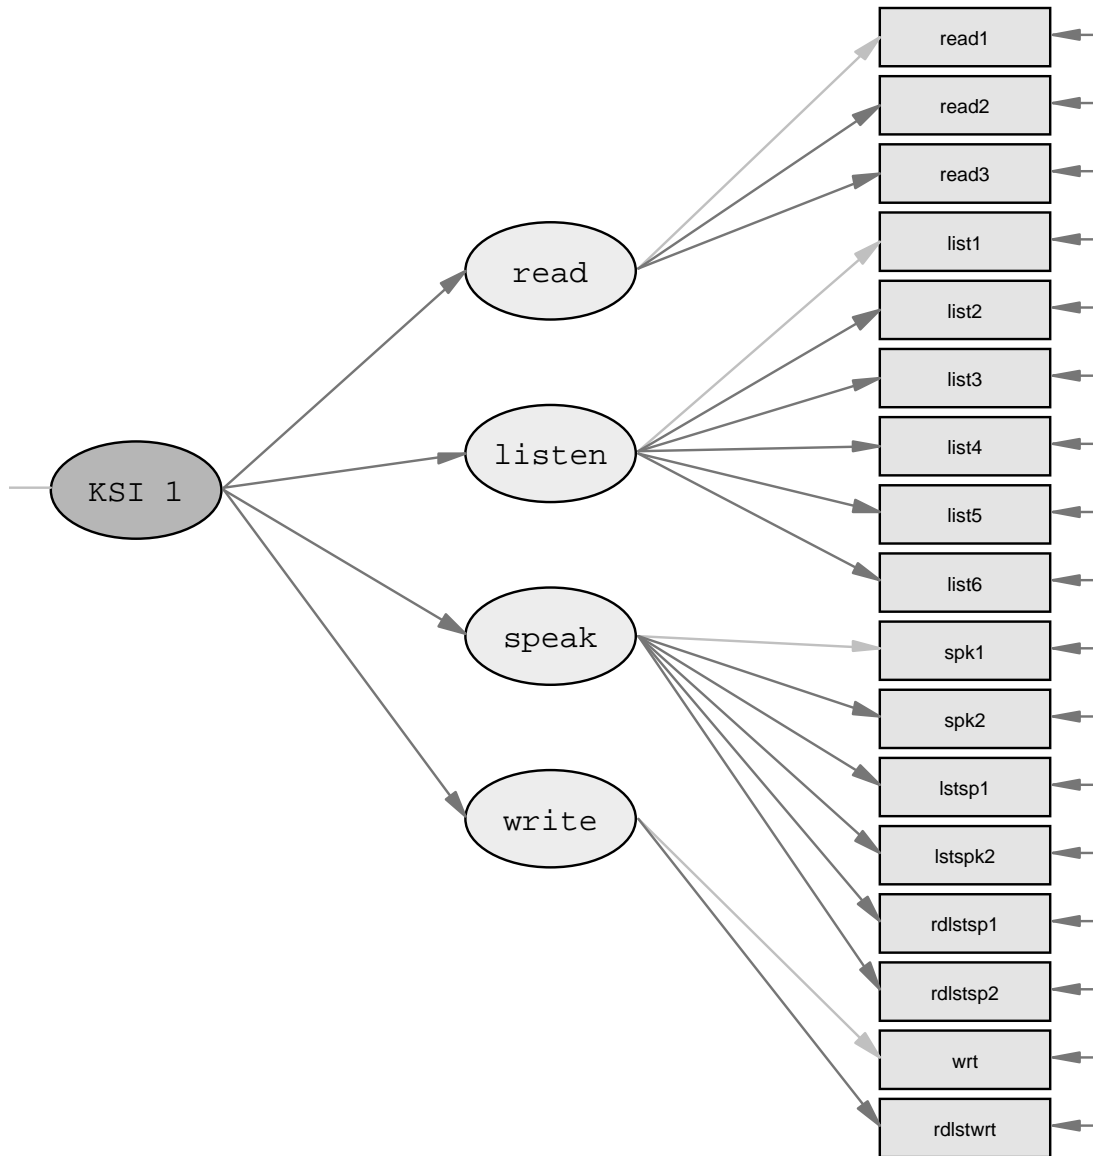 read1
read2
read3
list1
read
list2
list3
list4
listen
KSI 1
list5
list6
speak
spk1
spk2
lstsp1
write
lstspk2
rdlstsp1
rdlstsp2
wrt
rdlstwrt